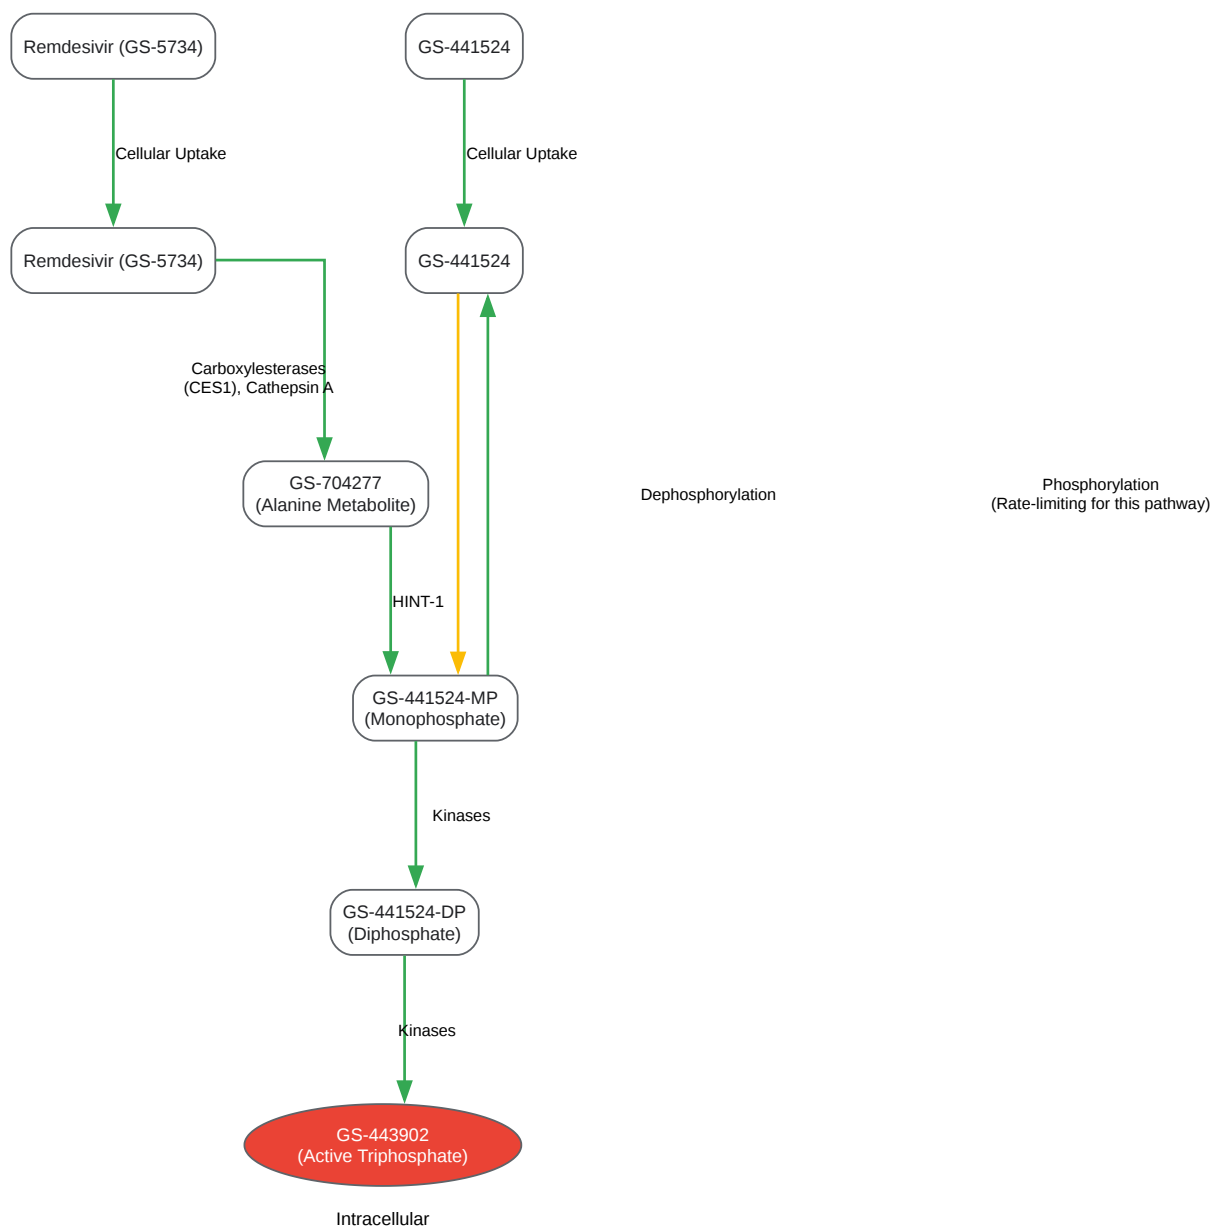 Remdesivir (GS-5734)
GS-441524
Cellular Uptake
Cellular Uptake
Remdesivir (GS-5734)
GS-441524
Carboxylesterases
(CES1), Cathepsin A
GS-704277
(Alanine Metabolite)
Dephosphorylation
Phosphorylation
(Rate-limiting for this pathway)
HINT-1
GS-441524-MP
(Monophosphate)
Kinases
GS-441524-DP
(Diphosphate)
Kinases
GS-443902
(Active Triphosphate)
Intracellular